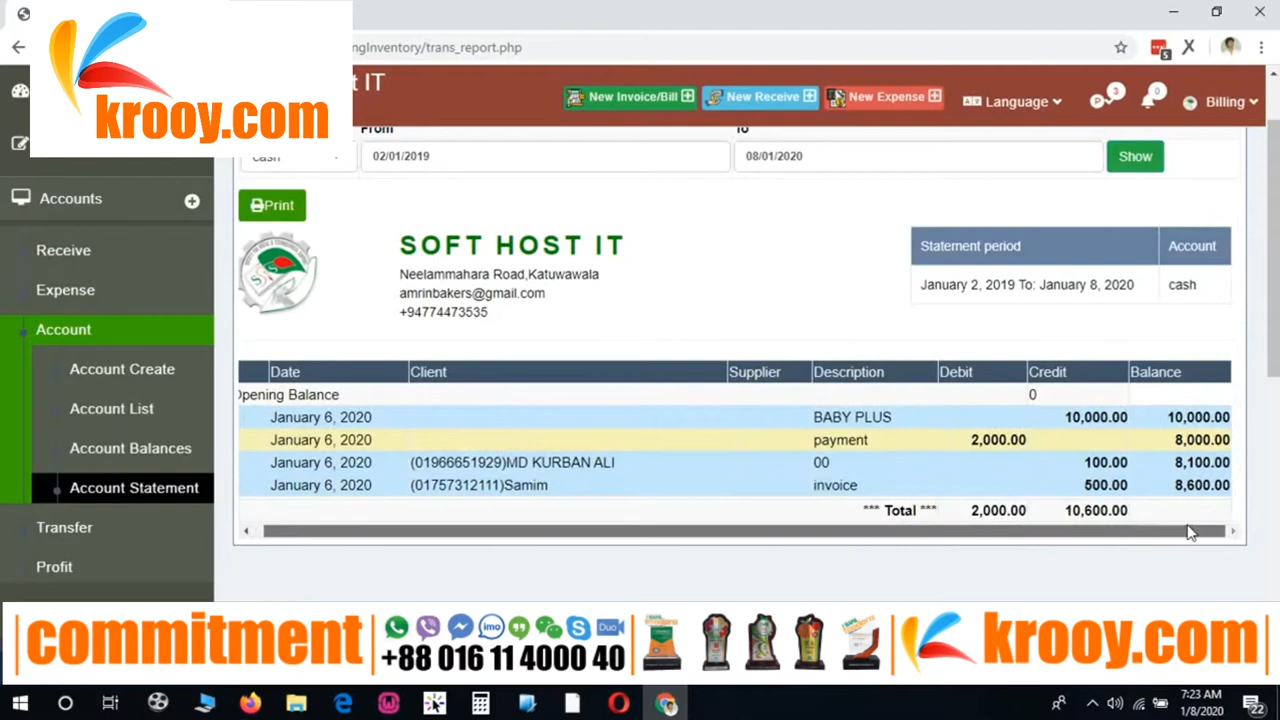 krooy.com
ngInventory/trans_report.php
5
t IT
New Invoice/Bill
New Receive
New Expense
Language
3
0
Billing
From
To
cash
02/01/2019
08/01/2020
Show
Accounts
Receive
Expense
Account
Account Create
Account List
Account Balances
Account Statement
Transfer
Profit
Print
SOFT HOST IT
Neelammahara Road,Katuwawala
amrinbakers@gmail.com
+94774473535
Statement period Account
January 2, 2019 To: January 8, 2020 cash
Date Client Supplier Description Debit Credit Balance
Opening Balance 0
January 6, 2020 BABY PLUS 10,000.00 10,000.00
January 6, 2020 payment 2,000.00 8,000.00
January 6, 2020 (01966651929)MD KURBAN ALI 00 100.00 8,100.00
January 6, 2020 (01757312111)Samim invoice 500.00 8,600.00
*** Total *** 2,000.00 10,600.00
commitment
imo
Duo
+88 016 11 4000 40
krooy.com
7:23 AM
1/8/2020
22